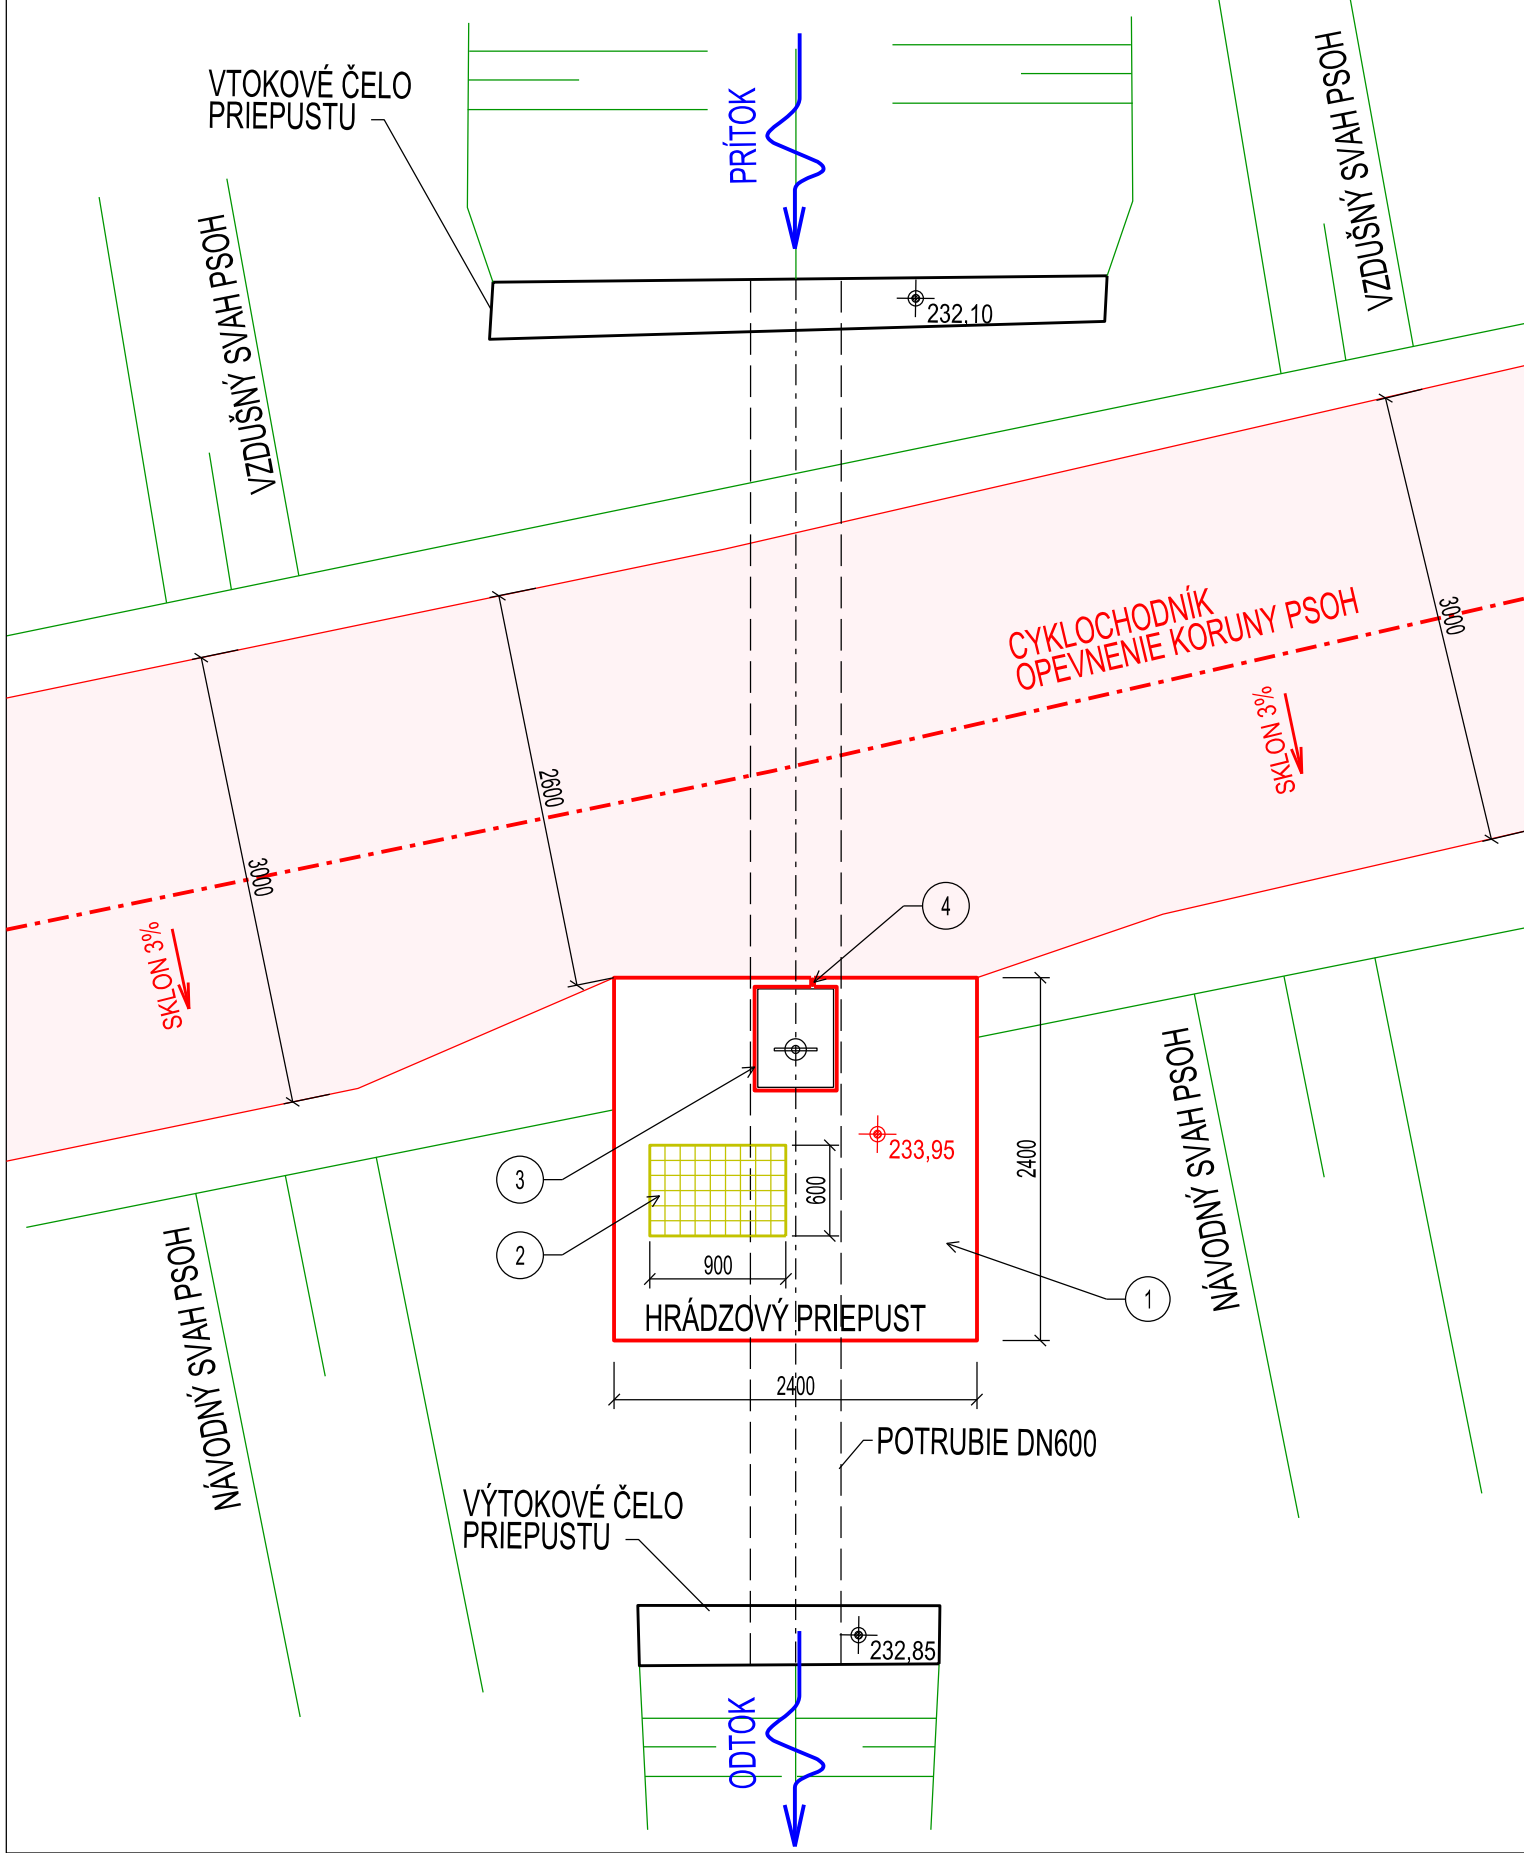 VTOKOVÉ ČELO
PRIEPUSTU
PRÍTOK
VZDUŠNÝ SVAH PSOH
VZDUŠNÝ SVAH PSOH
232,10
CYKLOCHODNÍK
OPEVNENIE KORUNY PSOH
3000
2600
3000
SKLON 3%
SKLON 3%
4
3
2
1
233,95
600
900
2400
HRÁDZOVÝ PRIEPUST
2400
NÁVODNÝ SVAH PSOH
NÁVODNÝ SVAH PSOH
POTRUBIE DN600
VÝTOKOVÉ ČELO
PRIEPUSTU
232,85
ODTOK